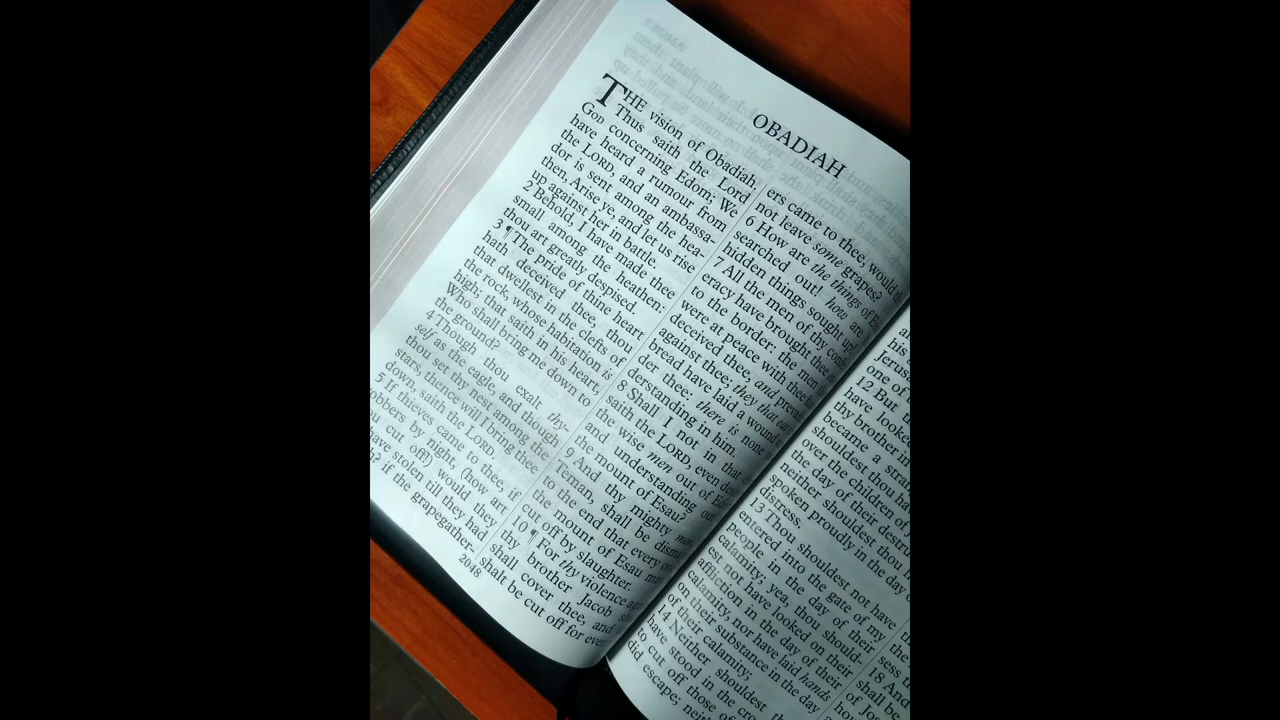 OBADIAH
THE vision of Obadiah.
Thus saith the Lord
GOD concerning Edom; We
have heard a rumour from
the LORD, and an ambassa-
dor is sent among the hea-
then, Arise ye, and let us rise
up against her in battle.
2 Behold, I have made thee
small among the heathen:
thou art greatly despised.
3 ¶ The pride of thine heart
hath deceived thee, thou
that dwellest in the clefts of
the rock, whose habitation is
high; that saith in his heart,
Who shall bring me down to
the ground?
4 Though thou exalt thy-
self as the eagle, and though
thou set thy nest among the
stars, thence will I bring thee
down, saith the LORD.
5 If thieves came to thee, if
robbers by night, (how art
cut off!) would they
have stolen till they had
if the grapegather-
2048
ers came to thee, would
not leave some grapes?
6 How are the things of
searched out! how are
hidden things sought up!
7 All the men of thy
eracy have brought thee
to the border: the men
were at peace with thee
deceived thee, and
against thee; they that eat
bread have laid a wound
der thee: there is none
derstanding in him.
8 Shall I not in that
saith the LORD, even
the wise men out of
and understanding out
the mount of Esau?
9 And thy mighty men
Teman, shall be
to the end that every
the mount of Esau
cut off by slaughter.
10 ¶ For thy violence
thy brother Jacob
shall cover thee, and
shalt be cut off for ever
his
Jerus
one of
12 But
have looked
thy brother in
became a
shouldest thou
over the children of
the day of their
neither shouldest thou
spoken proudly in the day
distress.
13 Thou shouldest not have
entered into the gate of my
people in the day of their
calamity; yea, thou should-
est not have looked on their
affliction in the day of their
calamity, nor have laid hands
on their substance in the day
of their calamity;
14 Neither shouldest
have stood in the
to cut off those of
did escape;
18 And
shall be
of